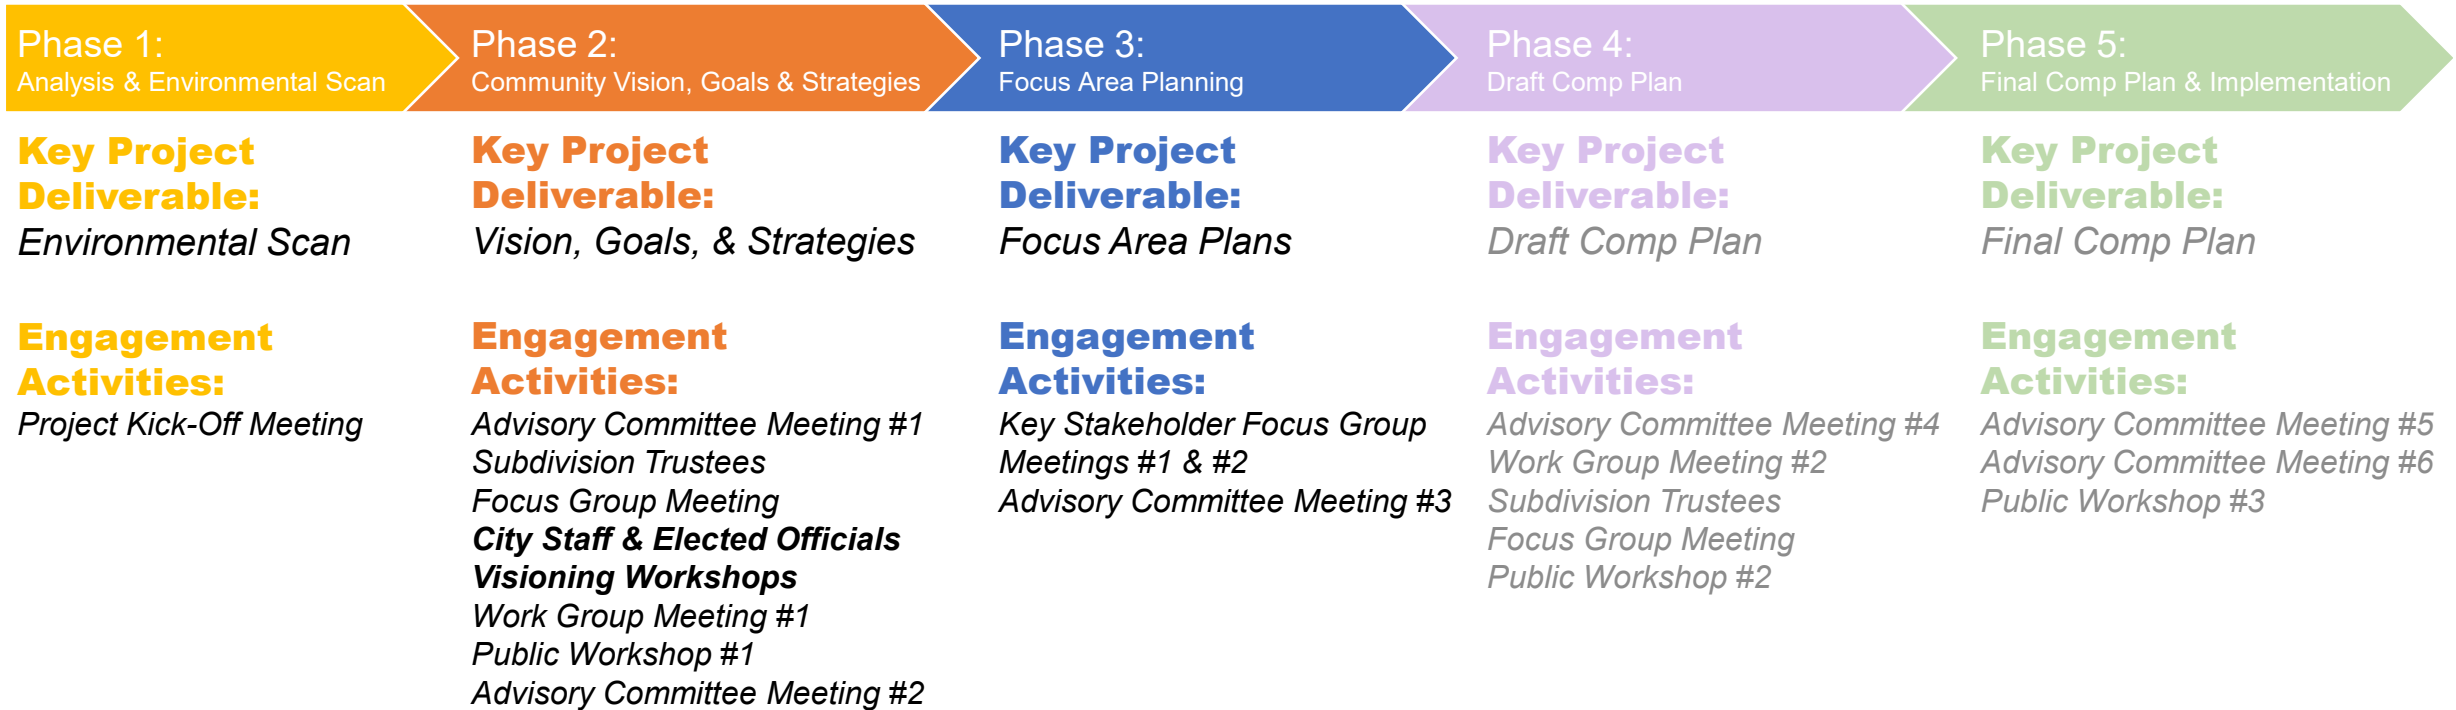 Phase 1:
Analysis & Environmental Scan
Key Project
Deliverable:
Environmental Scan
Engagement
Activities:
Project Kick-Off Meeting
Phase 2:
Community Vision, Goals & Strategies
Key Project
Deliverable:
Vision, Goals, & Strategies
Engagement
Activities:
Advisory Committee Meeting #1
Subdivision Trustees
Focus Group Meeting
City Staff & Elected Officials
Visioning Workshops
Work Group Meeting #1
Public Workshop #1
Advisory Committee Meeting #2
Phase 3:
Focus Area Planning
Key Project
Deliverable:
Focus Area Plans
Engagement
Activities:
Key Stakeholder Focus Group
Meetings #1 & #2
Advisory Committee Meeting #3
Phase 4:
Draft Comp Plan
Key Project
Deliverable:
Draft Comp Plan
Engagement
Activities:
Advisory Committee Meeting #4
Work Group Meeting #2
Subdivision Trustees
Focus Group Meeting
Public Workshop #2
Phase 5:
Final Comp Plan & Implementation
Key Project
Deliverable:
Final Comp Plan
Engagement
Activities:
Advisory Committee Meeting #5
Advisory Committee Meeting #6
Public Workshop #3